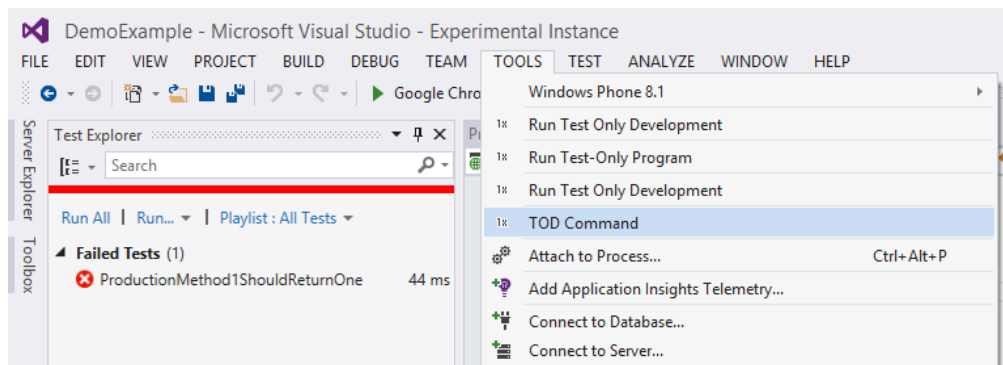 DemoExample - Microsoft Visual Studio - Experimental Instance
FILE EDIT VIEW PROJECT BUILD DEBUG TEAM TOOLS TEST ANALYZE WINDOW HELP
Google Chro
Server Explorer
Toolbox
Test Explorer
Search
Run All | Run... | Playlist : All Tests
Failed Tests (1)
ProductionMethod1ShouldReturnOne 44 ms
Windows Phone 8.1
Run Test Only Development
Run Test-Only Program
Run Test Only Development
TOD Command
Attach to Process... Ctrl+Alt+P
Add Application Insights Telemetry...
Connect to Database...
Connect to Server...